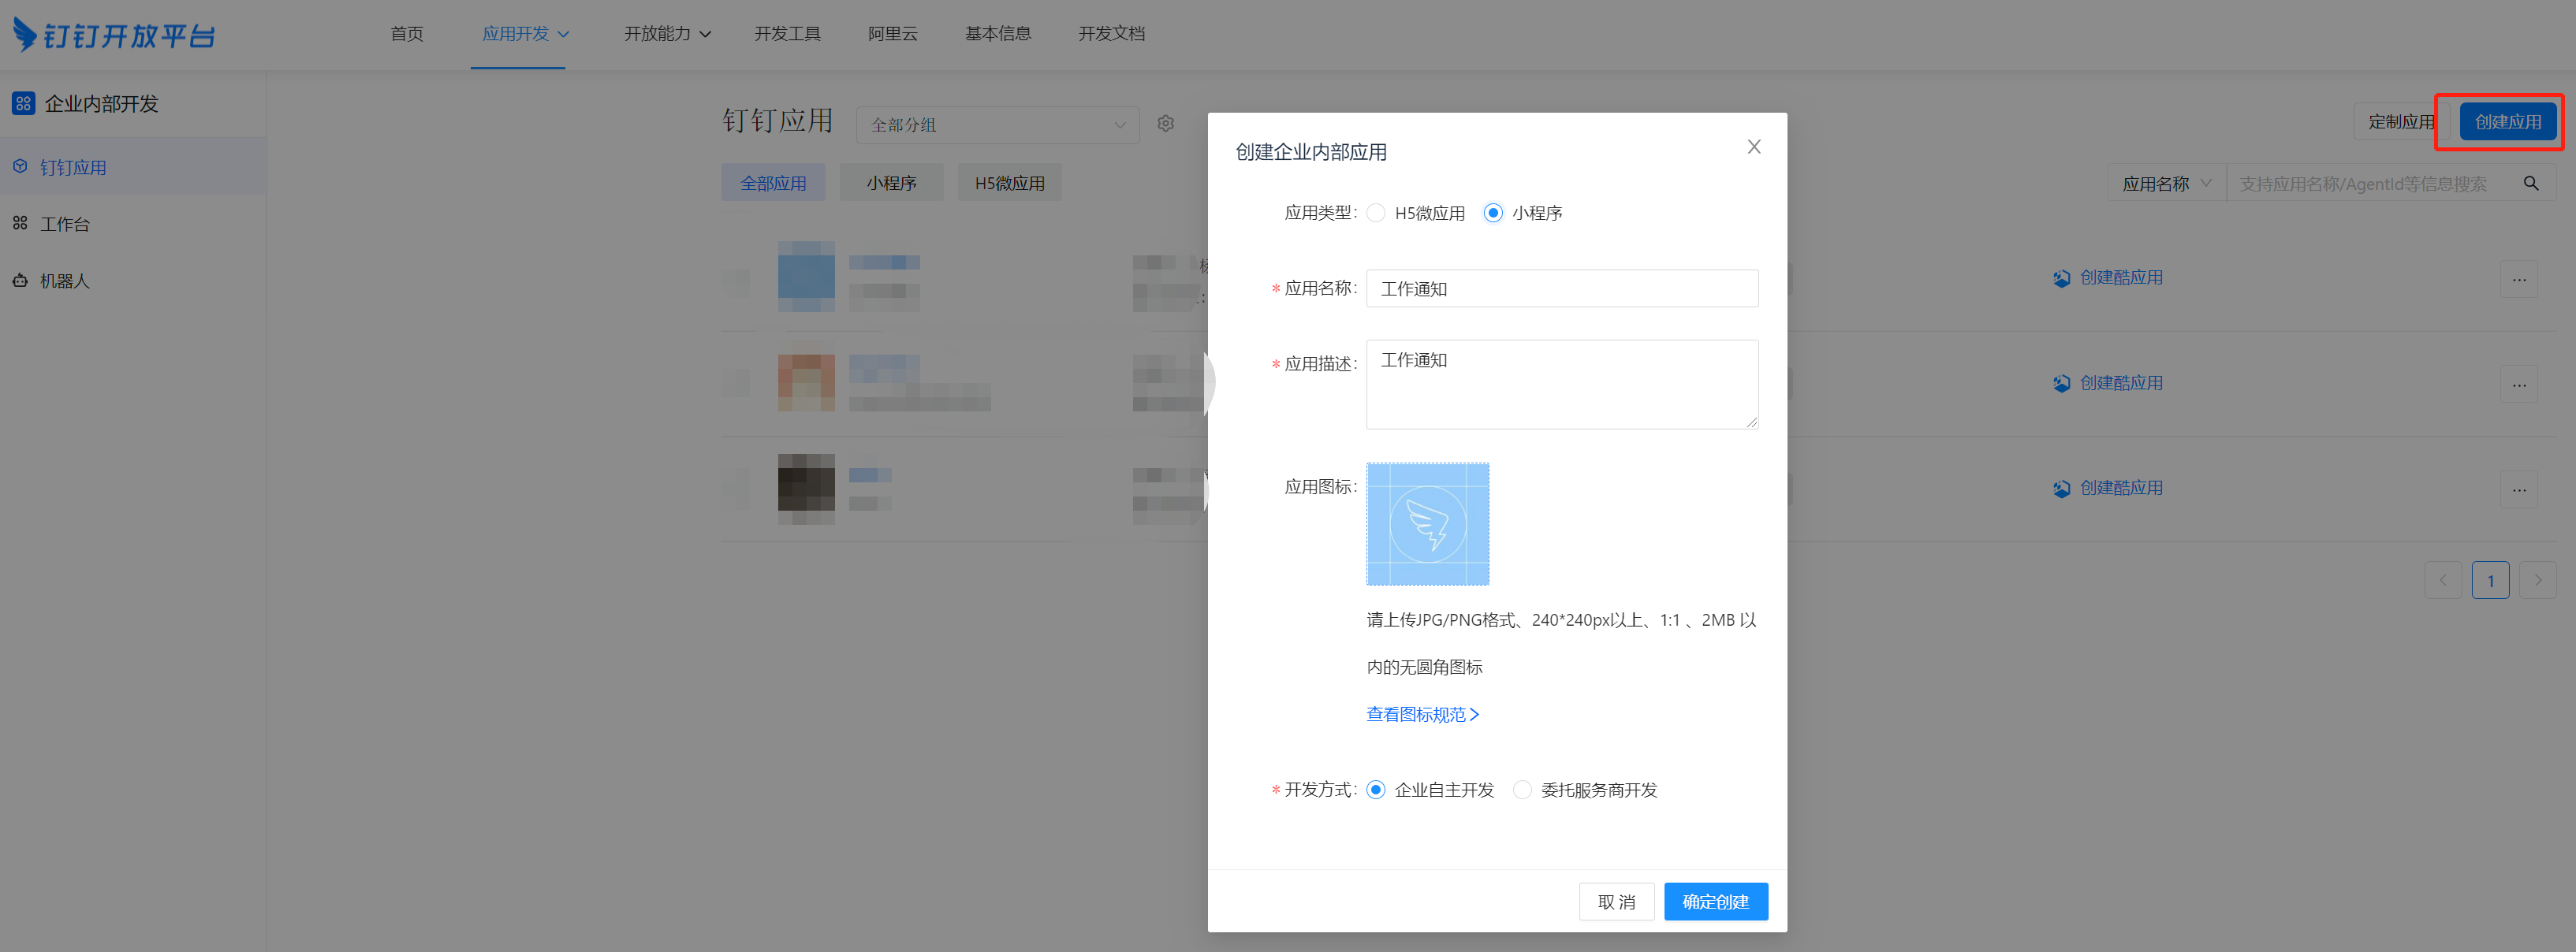 钉钉开放平台
首页
应用开发
开放能力
开发工具
阿里云
基本信息
开发文档
企业内部开发
钉钉应用
工作台
机器人
钉钉应用
全部分组
定制应用
创建应用
全部应用
小程序
H5微应用
应用名称
支持应用名称/AgentId等信息搜索
创建酷应用
...
创建酷应用
...
创建酷应用
...
1
创建企业内部应用
应用类型: H5微应用 小程序
* 应用名称: 工作通知
* 应用描述: 工作通知
应用图标:
请上传JPG/PNG格式、240*240px以上、1:1 、2MB 以
内的无圆角图标
查看图标规范
* 开发方式: 企业自主开发 委托服务商开发
取 消
确定创建